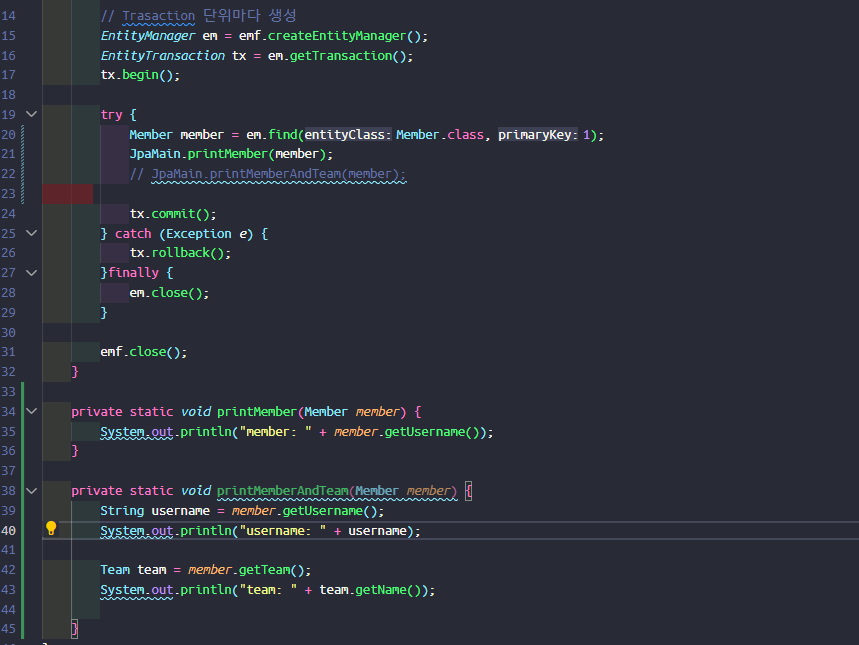 14 // Trasaction 단위마다 생성
15 EntityManager em = emf.createEntityManager();
16 EntityTransaction tx = em.getTransaction();
17 tx.begin();
18
19 try {
20 Member member = em.find(entityClass: Member.class, primaryKey: 1);
21 JpaMain.printMember(member);
22 // JpaMain.printMemberAndTeam(member);
23
24 tx.commit();
25 } catch (Exception e) {
26 tx.rollback();
27 }finally {
28 em.close();
29 }
30
31 emf.close();
32 }
33
34 private static void printMember(Member member) {
35 System.out.println("member: " + member.getUsername());
36 }
37
38 private static void printMemberAndTeam(Member member) {
39 String username = member.getUsername();
40 System.out.println("username: " + username);
41
42 Team team = member.getTeam();
43 System.out.println("team: " + team.getName());
44
45 }